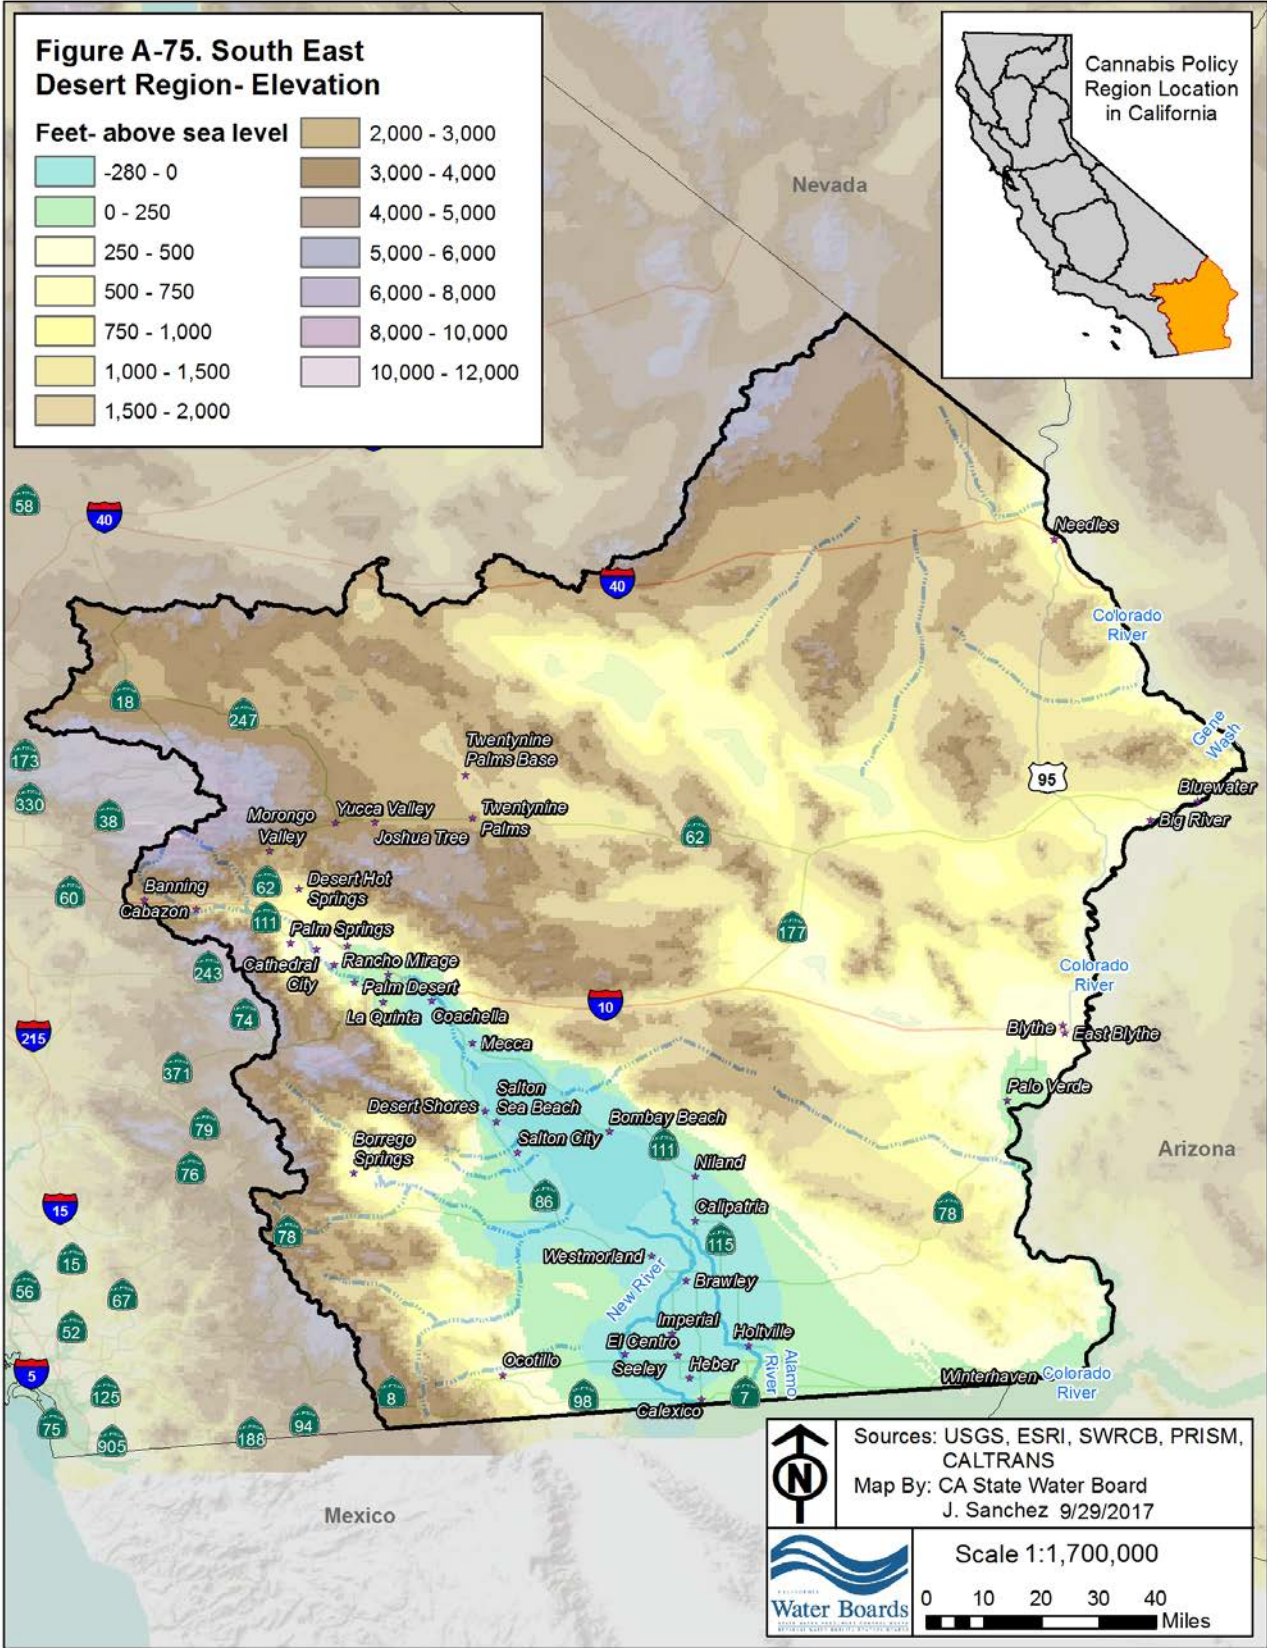 Figure A-75. South East
Desert Region- Elevation
Feet- above sea level
-280 - 0
0 - 250
250 - 500
500 - 750
750 - 1,000
1,000 - 1,500
1,500 - 2,000
2,000 - 3,000
3,000 - 4,000
4,000 - 5,000
5,000 - 6,000
6,000 - 8,000
8,000 - 10,000
10,000 - 12,000
Cannabis Policy
Region Location
in California
Nevada
58
40
40
Needles
Colorado
River
18
247
173
330
38
Gene
Wash
95
Bluewater
Big River
Twentynine
Palms Base
Morongo
Valley
Yucca Valley
Joshua Tree
Twentynine
Palms
62
60
Banning
Cabazon
62
Desert Hot
Springs
111
Palm Springs
177
243
Cathedral
City
Rancho Mirage
Palm Desert
Colorado
River
74
La Quinta
Coachella
10
215
Blythe
East Blythe
Mecca
371
Palo Verde
Desert Shores
Salton
Sea Beach
79
Bombay Beach
Salton City
111
Borrego
Springs
Arizona
76
Niland
86
78
15
Calipatria
78
115
15
Westmorland
56
67
New River
Brawley
52
Imperial
El Centro
Holtville
5
Ocotillo
Seeley
Heber
Alamo
River
Winterhaven
Colorado
River
125
8
98
7
Calexico
75
905
188
94
Mexico
N
Sources: USGS, ESRI, SWRCB, PRISM,
CALTRANS
Map By: CA State Water Board
J. Sanchez 9/29/2017
CALIFORNIA
Water Boards
Scale 1:1,700,000
0 10 20 30 40
Miles